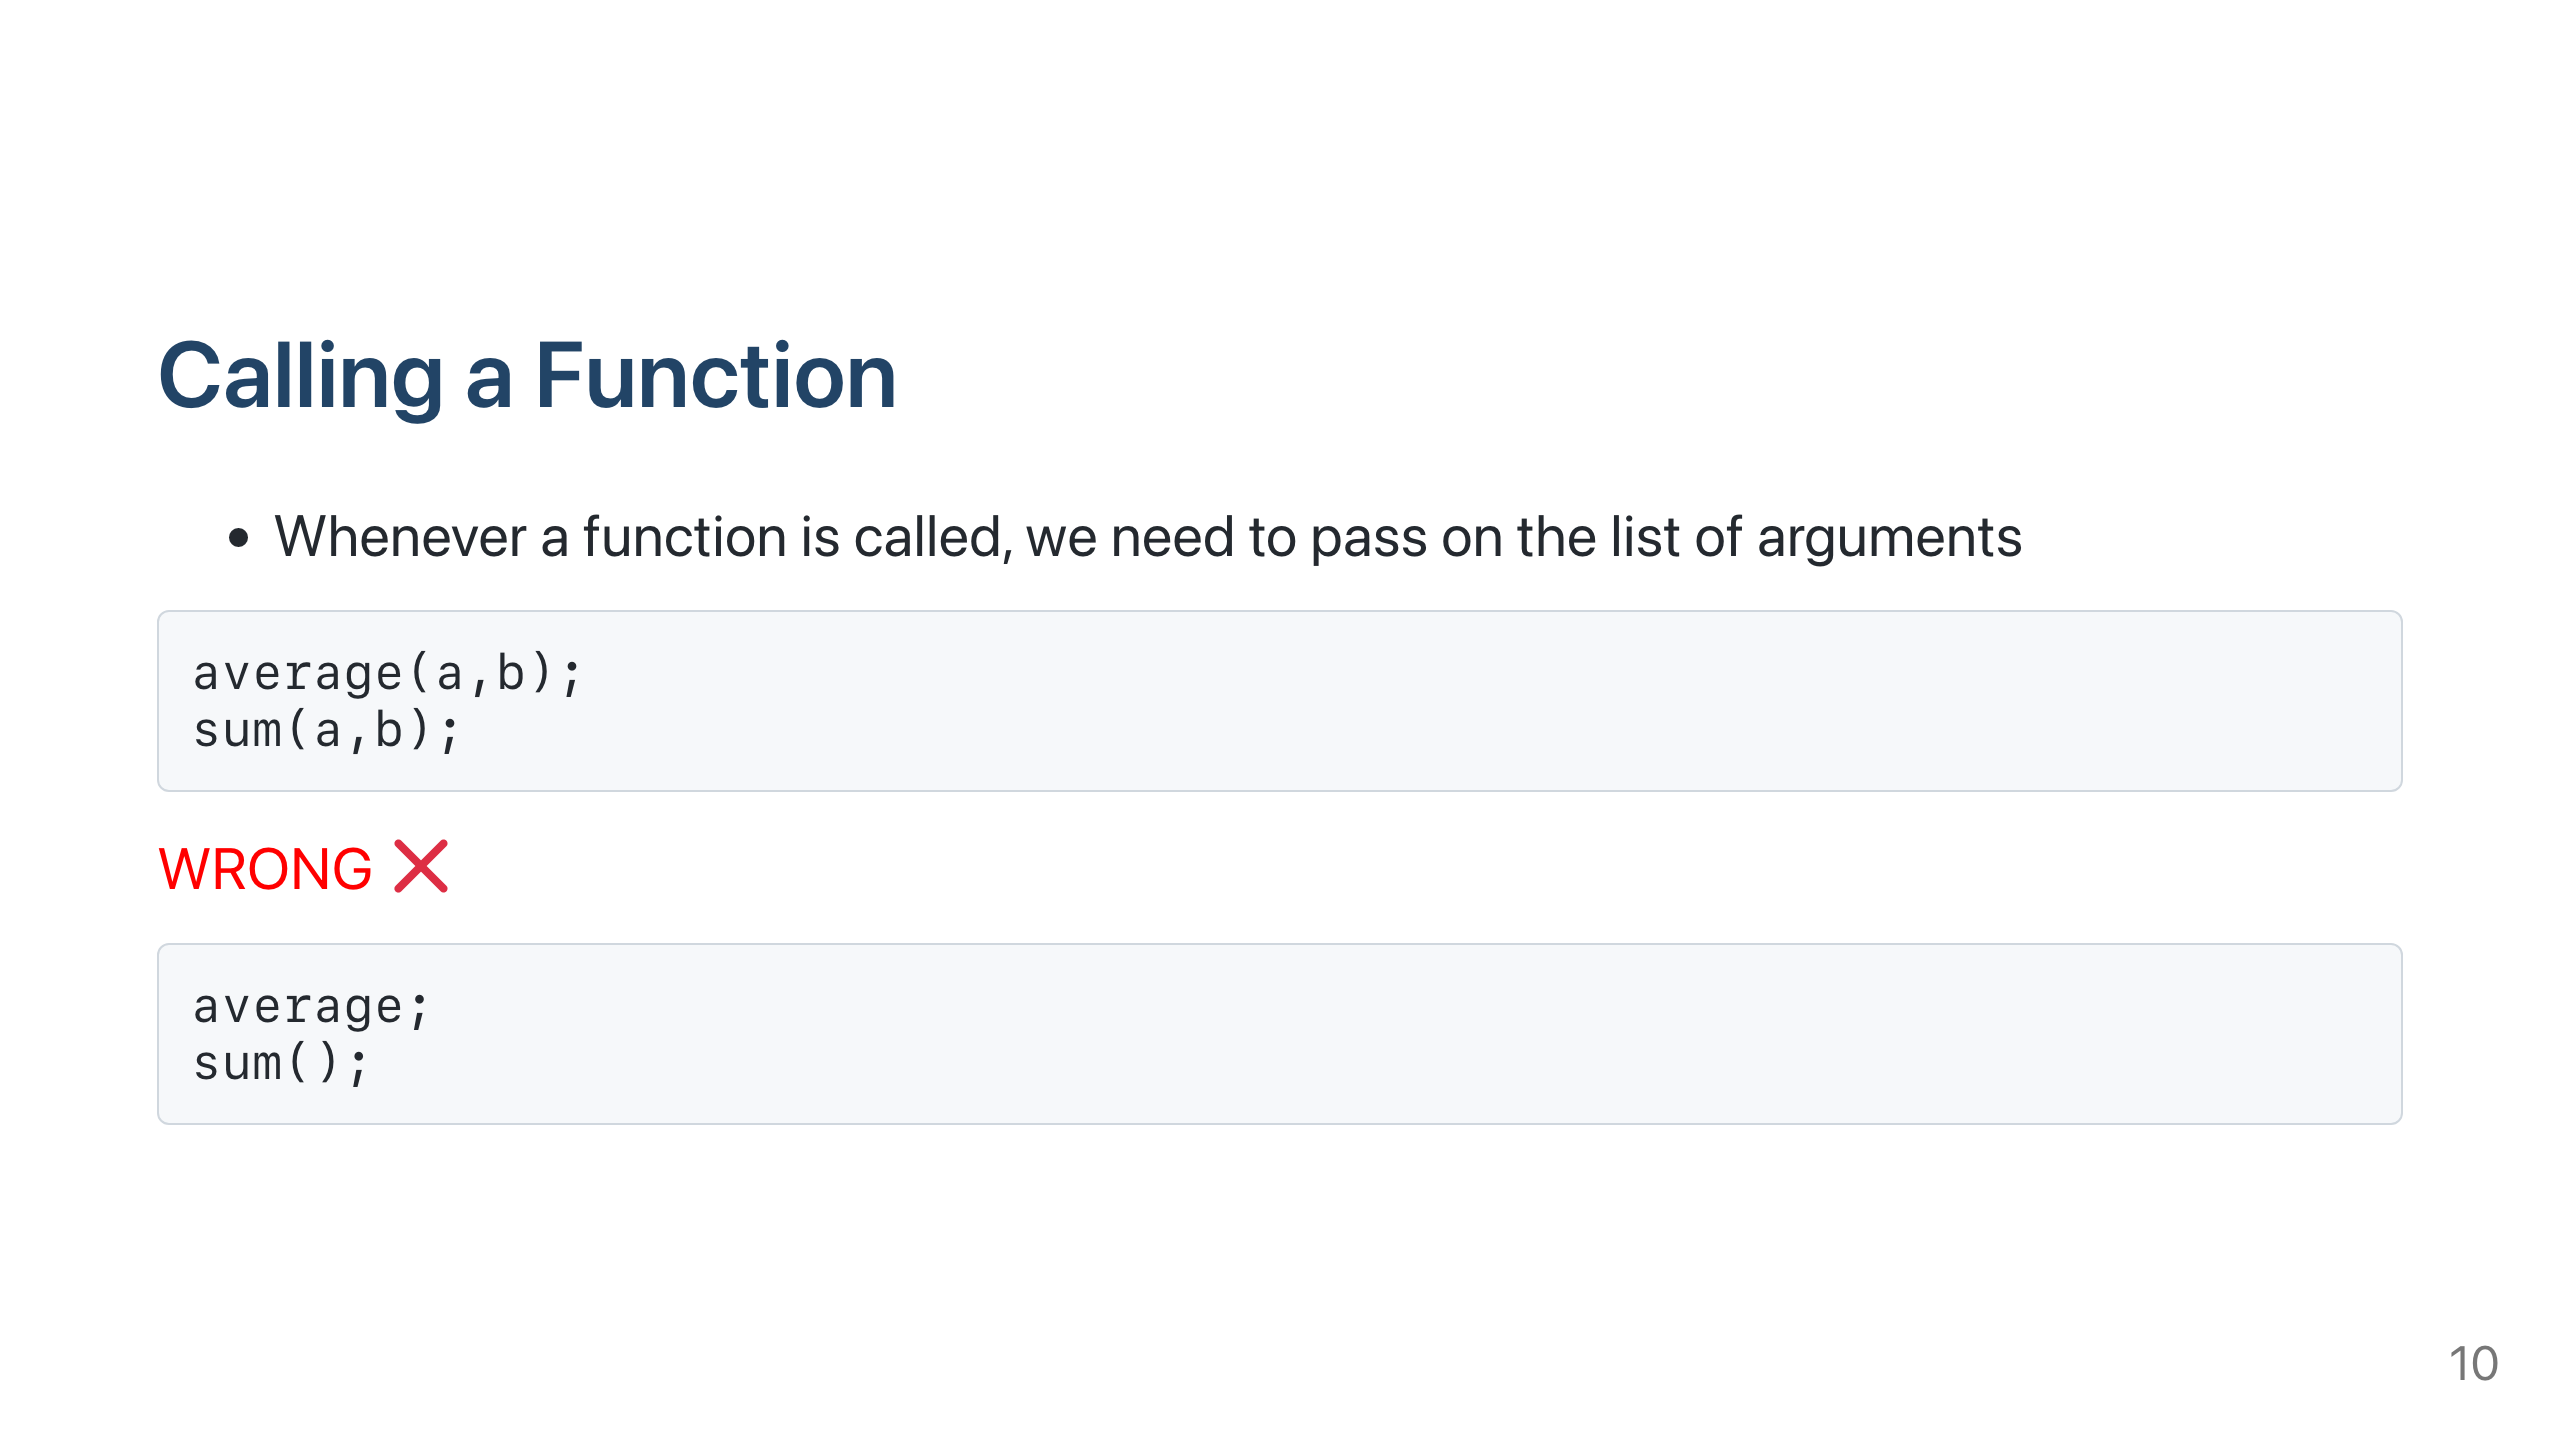 Calling a Function
• Whenever a function is called, we need to pass on the list of arguments
average(a,b);
sum(a,b);
WRONG ❌
average;
sum();
10